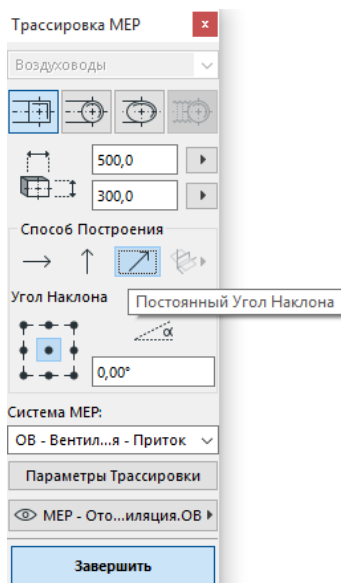 Трассировка MEP
x
Воздуховоды
500,0
300,0
Способ Построения
Угол Наклона
Постоянный Угол Наклона
α
0,00°
Система MEP:
ОВ - Вентил...я - Приток
Параметры Трассировки
МЕР - Ото...иляция.ОВ
Завершить